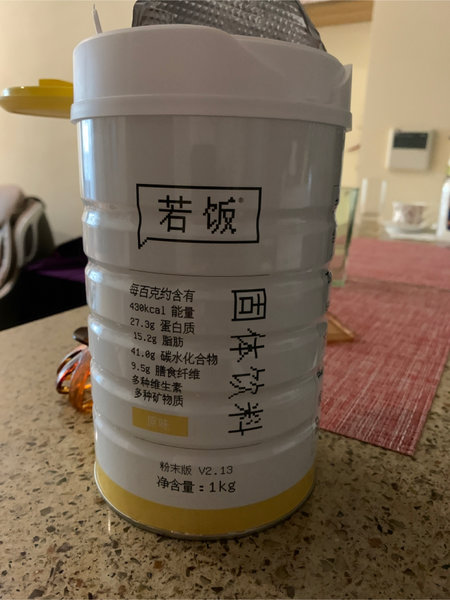 若饭®
每百克约含有
430kcal 能量
27.3g 蛋白质
15.2g 脂肪
41.0g 碳水化合物
9.5g 膳食纤维
多种维生素
多种矿物质
固体饮料
原味
粉末版 V2.13
净含量：1kg